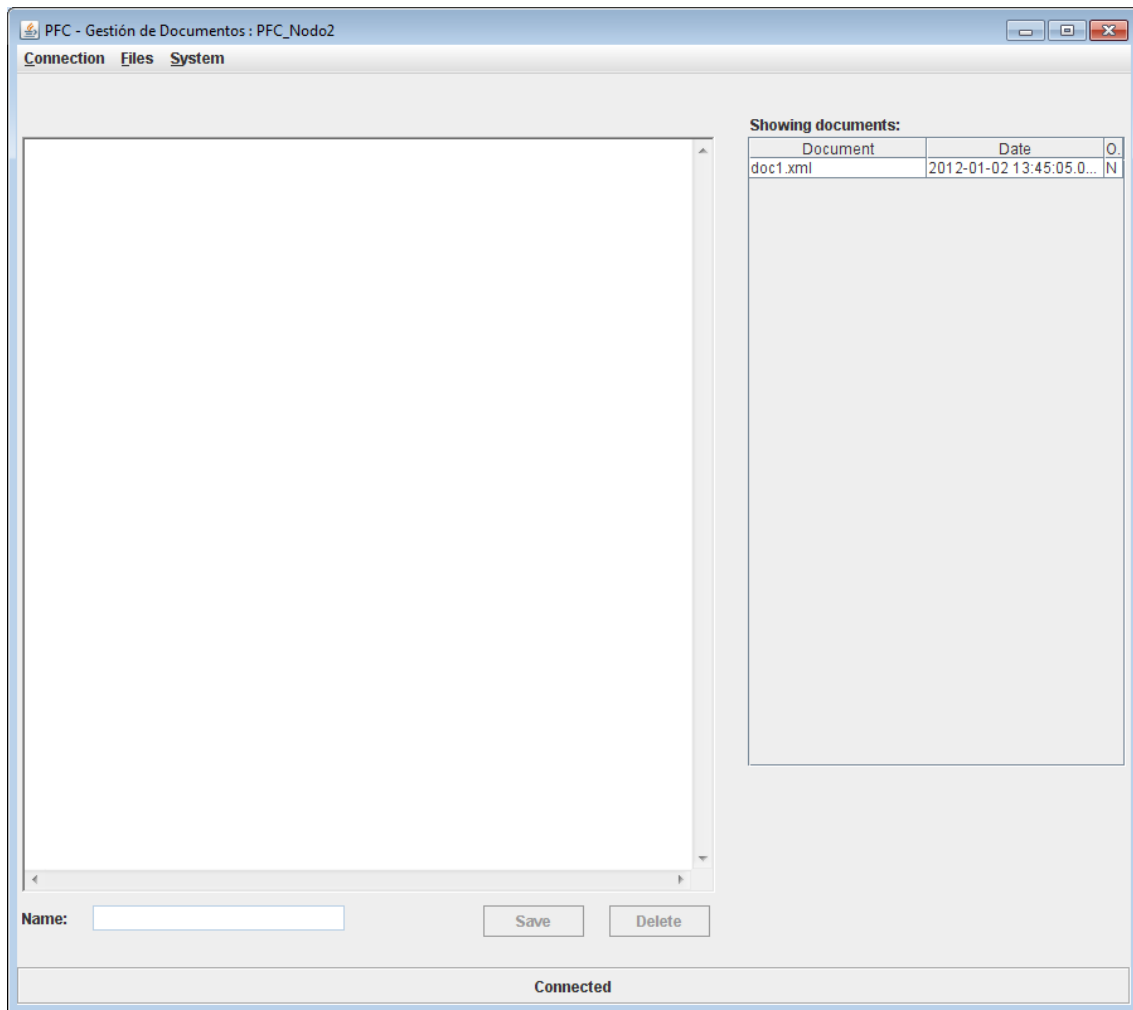 PFC - Gestión de Documentos : PFC_Nodo2
Connection Files System
Showing documents:
Document Date O.
doc1.xml 2012-01-02 13:45:05.0... N
Name: Save Delete
Connected